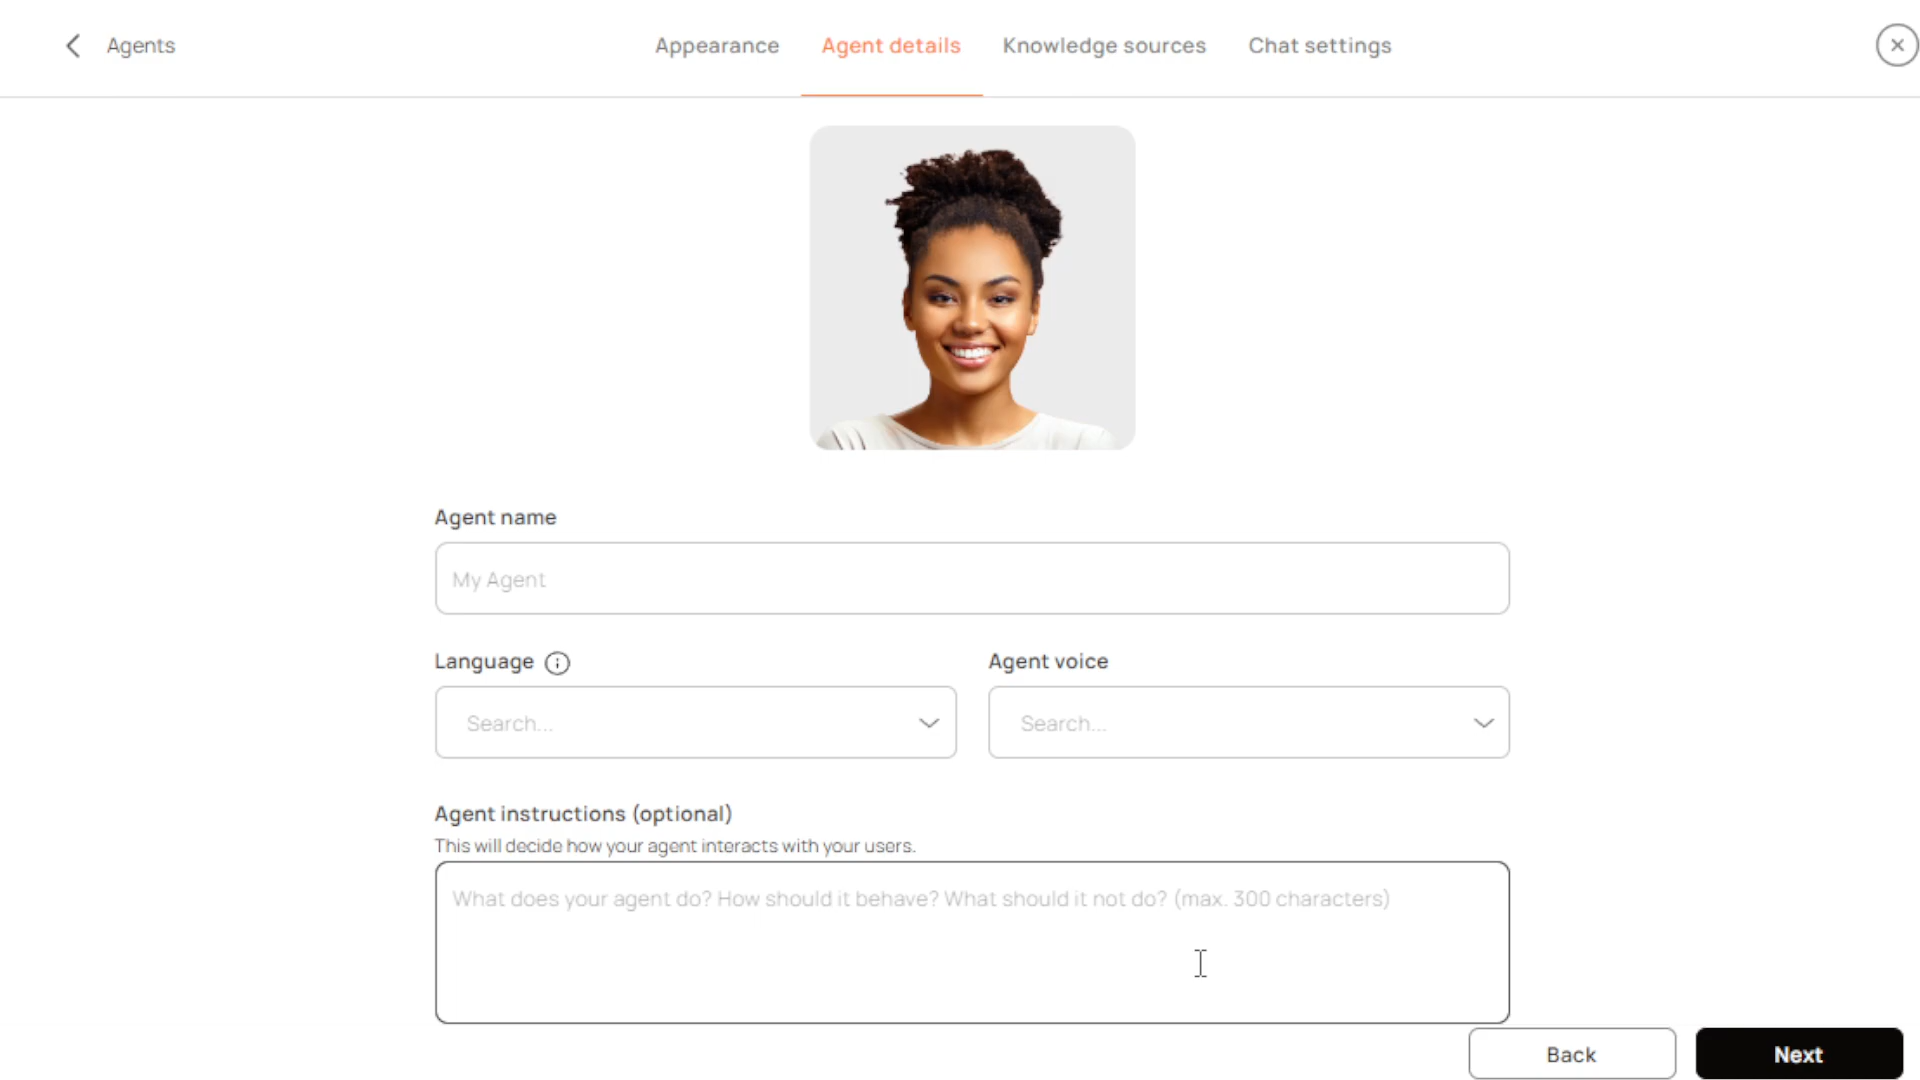 Agents
Appearance
Agent details
Knowledge sources
Chat settings
Agent name
My Agent
Language
Agent voice
Search...
Search...
Agent instructions (optional)
This will decide how your agent interacts with your users.
What does your agent do? How should it behave? What should it not do? (max. 300 characters)
Back
Next